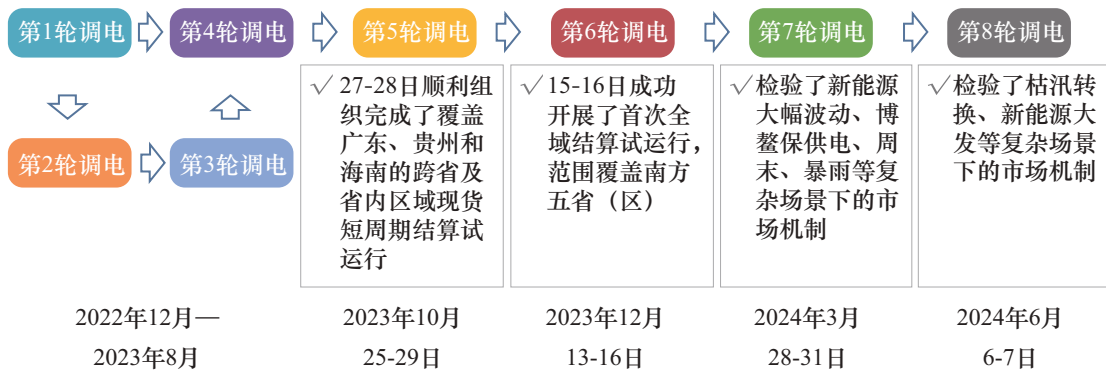 第1轮调电
第4轮调电
第5轮调电
第6轮调电
第7轮调电
第8轮调电
第2轮调电
第3轮调电
√ 27-28日顺利组
织完成了覆盖
广东、贵州和
海南的跨省及
省内区域现货
短周期结算试
运行
√ 15-16日成功
开展了首次全
域结算试运行，
范围覆盖南方
五省（区）
√ 检验了新能源
大幅波动、博
鳌保供电、周
末、暴雨等复
杂场景下的市
场机制
√ 检验了枯汛转
换、新能源大
发等复杂场景
下的市场机制
2022年12月—
2023年8月
2023年10月
25-29日
2023年12月
13-16日
2024年3月
28-31日
2024年6月
6-7日